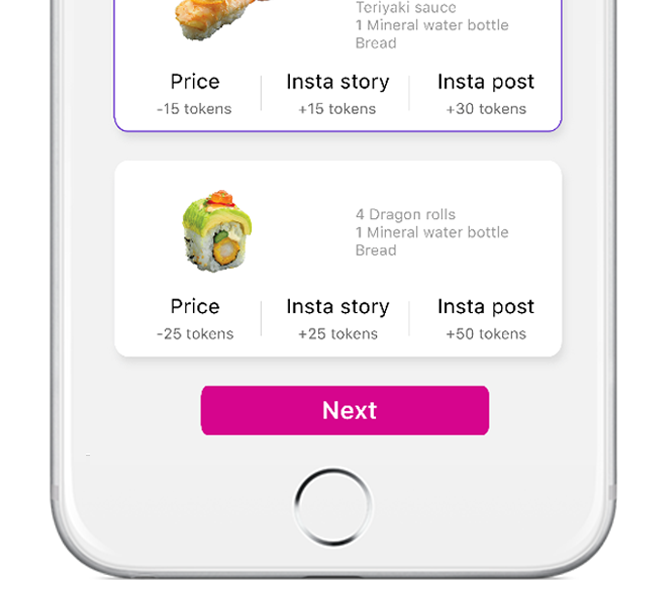 Teriyaki sauce
1 Mineral water bottle
Bread
Price Insta story Insta post
-15 tokens +15 tokens +30 tokens
4 Dragon rolls
1 Mineral water bottle
Bread
Price Insta story Insta post
-25 tokens +25 tokens +50 tokens
Next